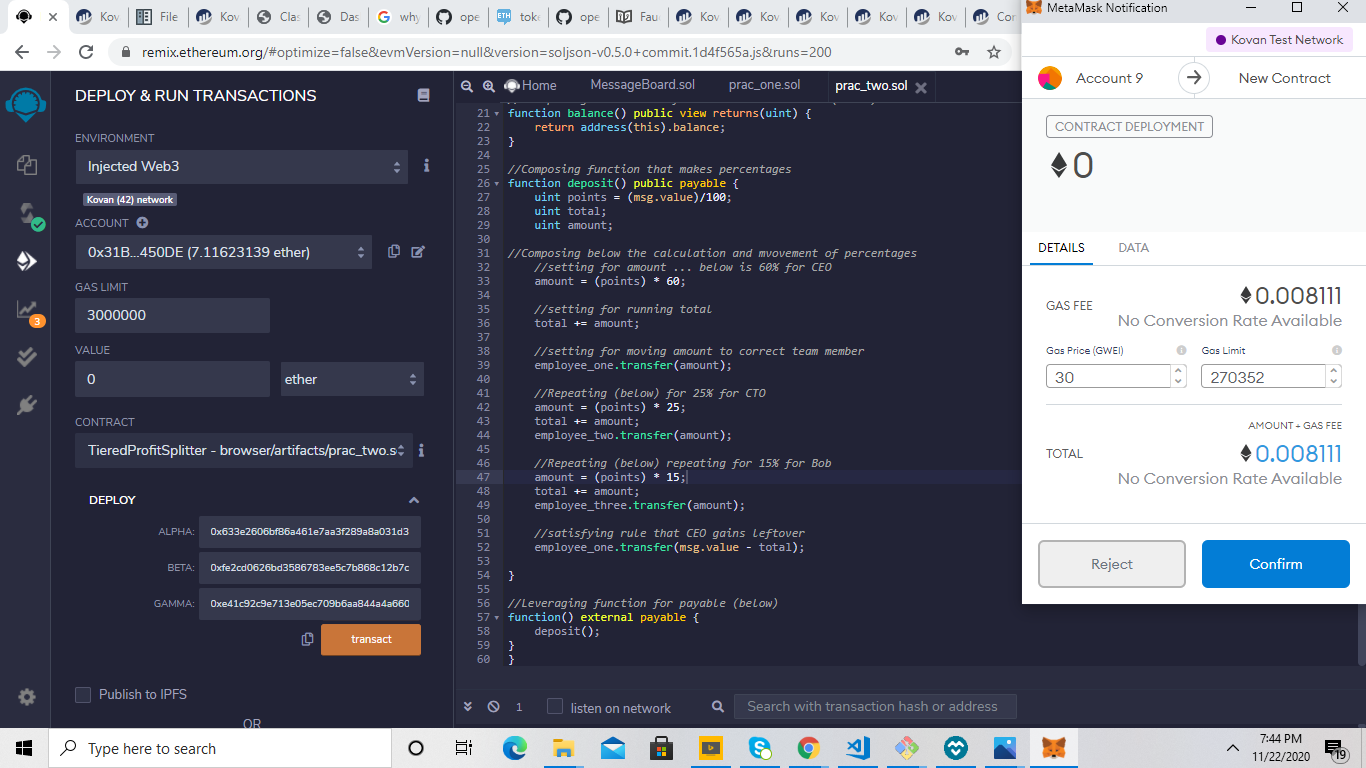 Kov
File
Kov
Clas
Das
why
ope
toke
ope
Fau
Kov
Kov
Kov
Kov
Kov
Con
MetaMask Notification
remix.ethereum.org/#optimize=false&evmVersion=null&version=soljson-v0.5.0+commit.1d4f565a.js&runs=200
Kovan Test Network
Account 9
New Contract
CONTRACT DEPLOYMENT
0
DETAILS
DATA
GAS FEE
0.008111
No Conversion Rate Available
Gas Price (GWEI)
Gas Limit
30
270352
AMOUNT + GAS FEE
TOTAL
0.008111
No Conversion Rate Available
Reject
Confirm
DEPLOY & RUN TRANSACTIONS
ENVIRONMENT
Injected Web3
Kovan (42) network
ACCOUNT
0x31B...450DE (7.11623139 ether)
GAS LIMIT
3000000
VALUE
0
ether
CONTRACT
TieredProfitSplitter - browser/artifacts/prac_two.s
DEPLOY
ALPHA:
0x633e2606bf86a461e7aa3f289a8a031d3
BETA:
0xfe2cd0626bd3586783ee5c7b868c12b7c
GAMMA:
0xe41c92c9e713e05ec709b6aa844a4a660
transact
Publish to IPFS
OR
3
Home
MessageBoard.sol
prac_one.sol
prac_two.sol
21 function balance() public view returns(uint) {
22 return address(this).balance;
23 }
24
25 //Composing function that makes percentages
26 function deposit() public payable {
27 uint points = (msg.value)/100;
28 uint total;
29 uint amount;
30
31 //Composing below the calculation and mvovement of percentages
32 //setting for amount ... below is 60% for CEO
33 amount = (points) * 60;
34
35 //setting for running total
36 total += amount;
37
38 //setting for moving amount to correct team member
39 employee_one.transfer(amount);
40
41 //Repeating (below) for 25% for CTO
42 amount = (points) * 25;
43 total += amount;
44 employee_two.transfer(amount);
45
46 //Repeating (below) repeating for 15% for Bob
47 amount = (points) * 15;
48 total += amount;
49 employee_three.transfer(amount);
50
51 //satisfying rule that CEO gains leftover
52 employee_one.transfer(msg.value - total);
53
54 }
55
56 //Leveraging function for payable (below)
57 function() external payable {
58 deposit();
59 }
60 }
1
listen on network
Search with transaction hash or address
Type here to search
7:44 PM
11/22/2020
19